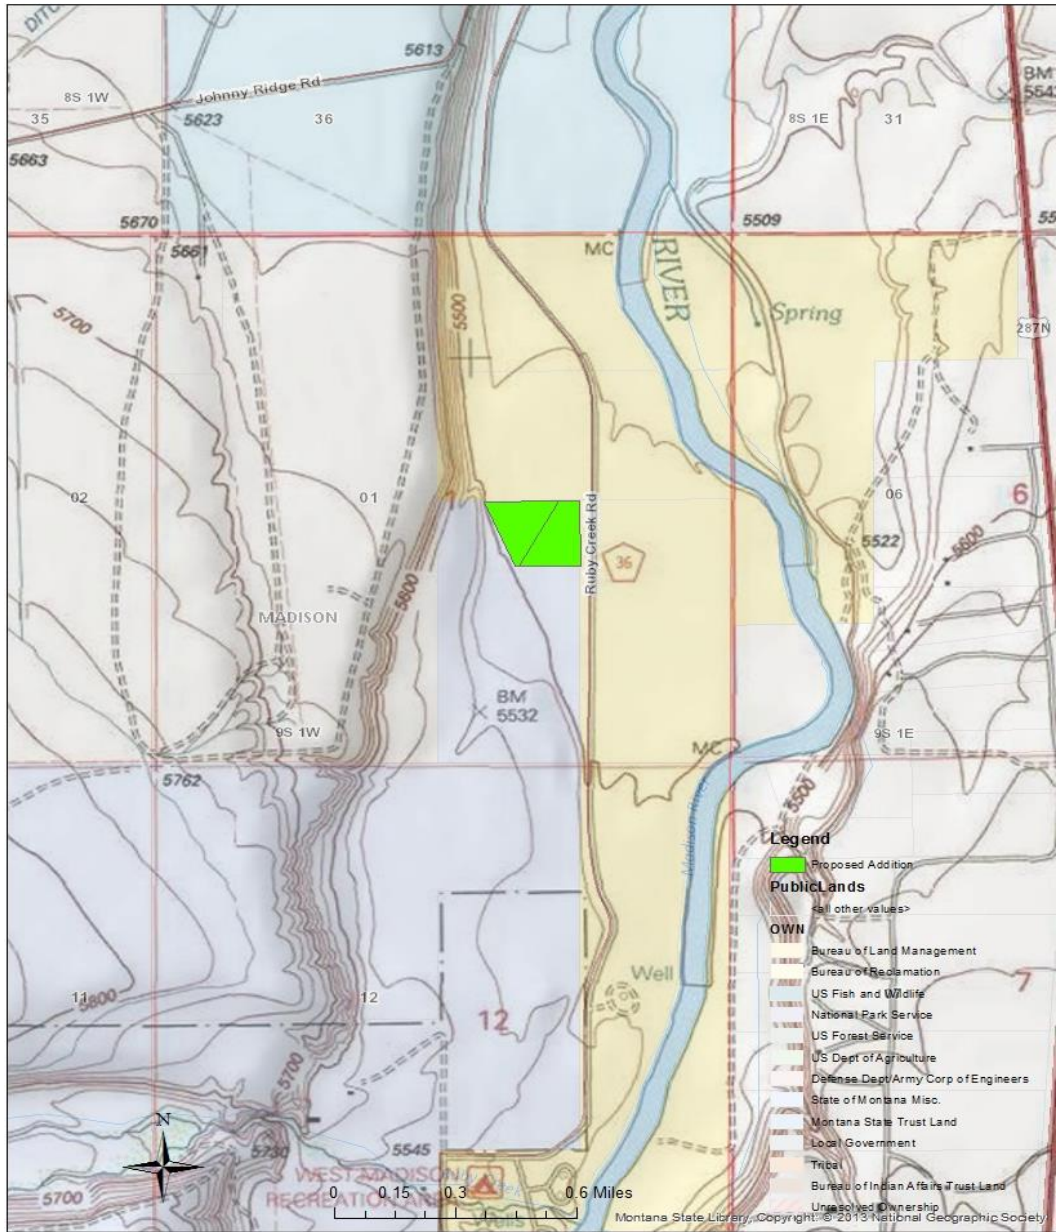 DITCH
5613
BM
8S 1W
Johnny Ridge Rd
35
5623
36
8S 1E
31
5663
5670
5509
5661
MC
RIVER
5700
5500
Spring
287N
02
01
06
6
5522
5600
Ruby Creek Rd
36
5600
MADISON
BM
5532
9S 1W
MC
9S 1E
5762
5500
Madison River
Legend
Proposed Addition
PublicLands
<all other values>
OWN
Bureau of Land Management
Bureau of Reclamation
US Fish and Wildlife
National Park Service
US Forest Service
US Dept of Agriculture
Defense Dept/Army Corp of Engineers
State of Montana Misc.
Montana State Trust Land
Local Government
Tribal
Bureau of Indian Affairs Trust Land
Unresolved Ownership
Well
11
5800
12
12
7
5700
N
5730
5545
WEST MADISON
RECREATION
5700
0 0.15 0.3 0.6 Miles
Wells
Montana State Library, Copyright: © 2013 National Geographic Society